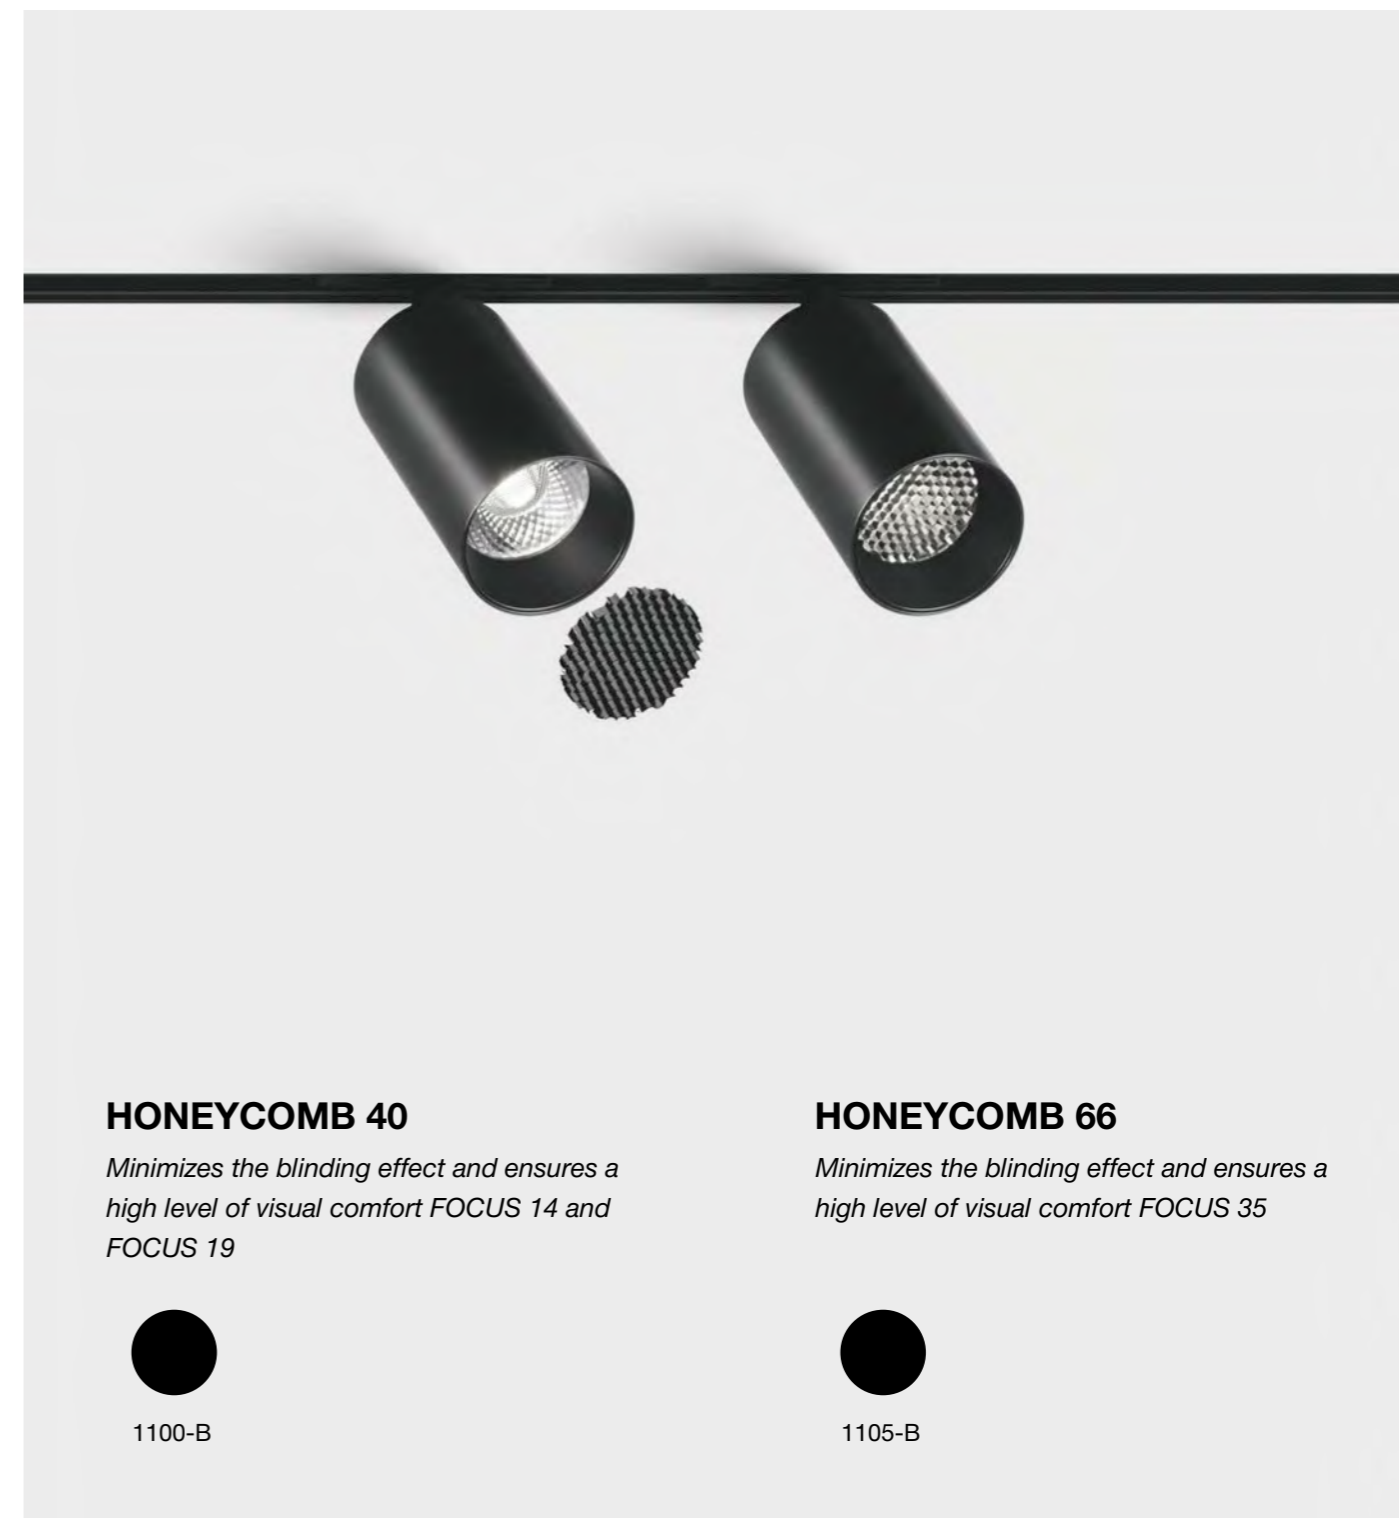 HONEYCOMB 40
Minimizes the blinding effect and ensures a
high level of visual comfort FOCUS 14 and
FOCUS 19
1100-B
HONEYCOMB 66
Minimizes the blinding effect and ensures a
high level of visual comfort FOCUS 35
1105-B